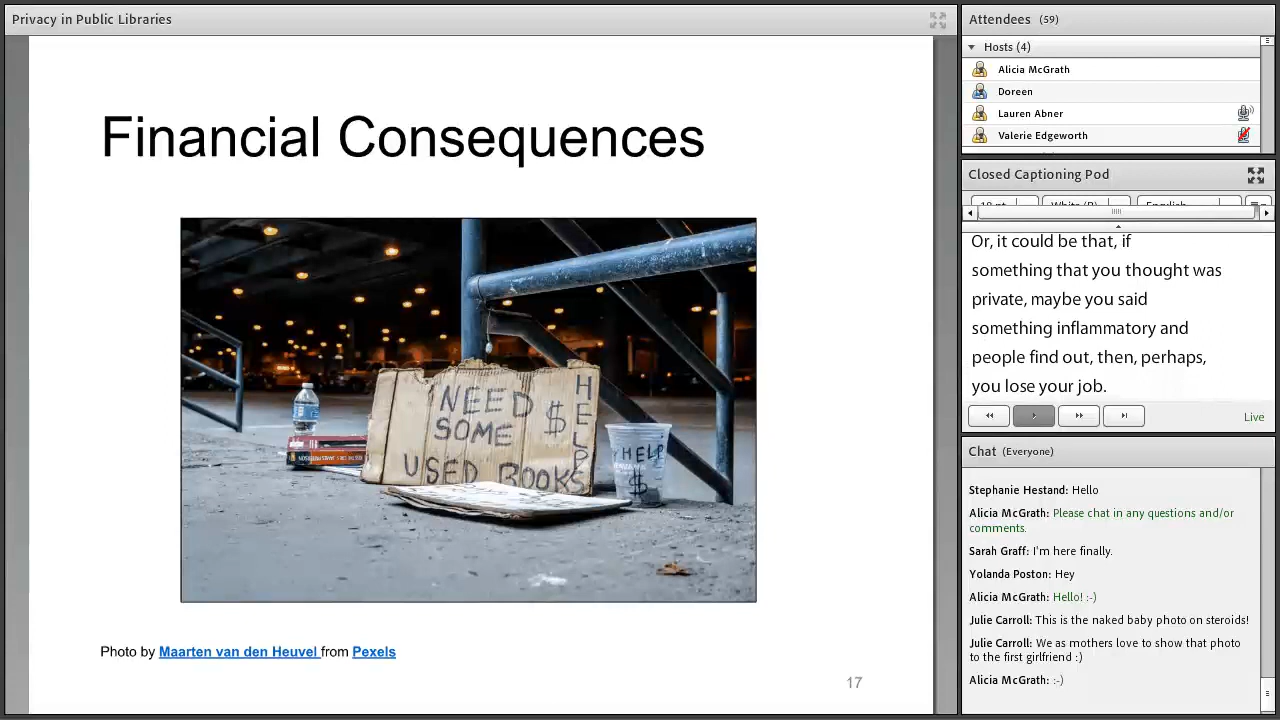 Privacy in Public Libraries
Financial Consequences
NEED
SOME
$
HELPS
USED BOOKS
HELP
$
Photo by Maarten van den Heuvel from Pexels
17
Attendees (59)
Hosts (4)
Alicia McGrath
Doreen
Lauren Abner
Valerie Edgeworth
Closed Captioning Pod
English
Or, it could be that, if
something that you thought was
private, maybe you said
something inflammatory and
people find out, then, perhaps,
you lose your job.
Live
Chat (Everyone)
Stephanie Hestand: Hello
Alicia McGrath: Please chat in any questions and/or
comments.
Sarah Graff: I'm here finally.
Yolanda Poston: Hey
Alicia McGrath: Hello! :-)
Julie Carroll: This is the naked baby photo on steroids!
Julie Carroll: We as mothers love to show that photo
to the first girlfriend :)
Alicia McGrath: :-)